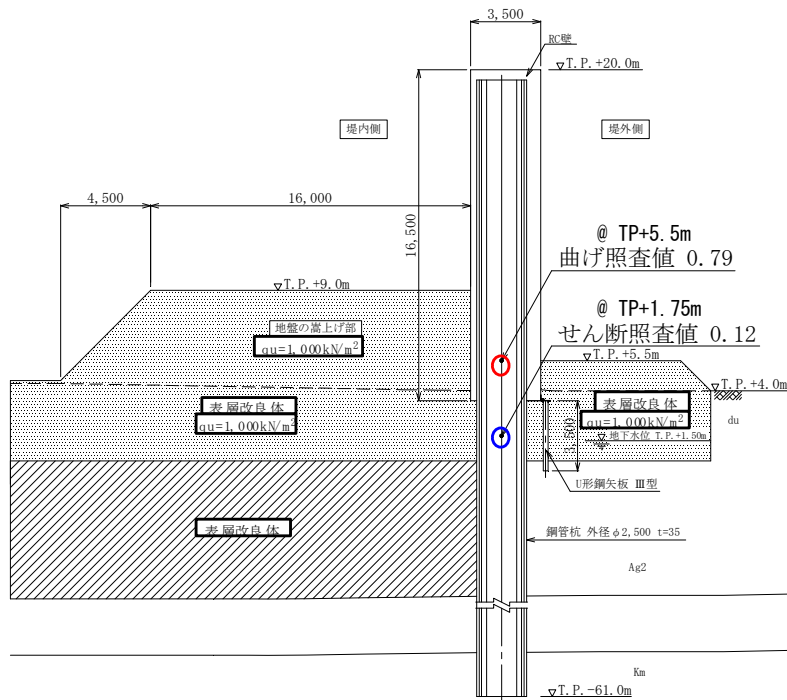 3,500
RC壁
▽T.P.+20.0m
堤内側
堤外側
4,500
16,000
16,500
@ TP+5.5m
曲げ照査値 0.79
▽T.P.+9.0m
@ TP+1.75m
せん断照査値 0.12
地盤の嵩上げ部
qu=1,000kN/m²
▽T.P.+5.5m
▽T.P.+4.0m
表層改良体
qu=1,000kN/m²
表層改良体
qu=1,000kN/m²
du
3,500
▽地下水位 T.P.+1.50m
U形鋼矢板 Ⅲ型
表層改良体
鋼管杭 外径φ2,500 t=35
Ag2
Km
▽T.P.-61.0m